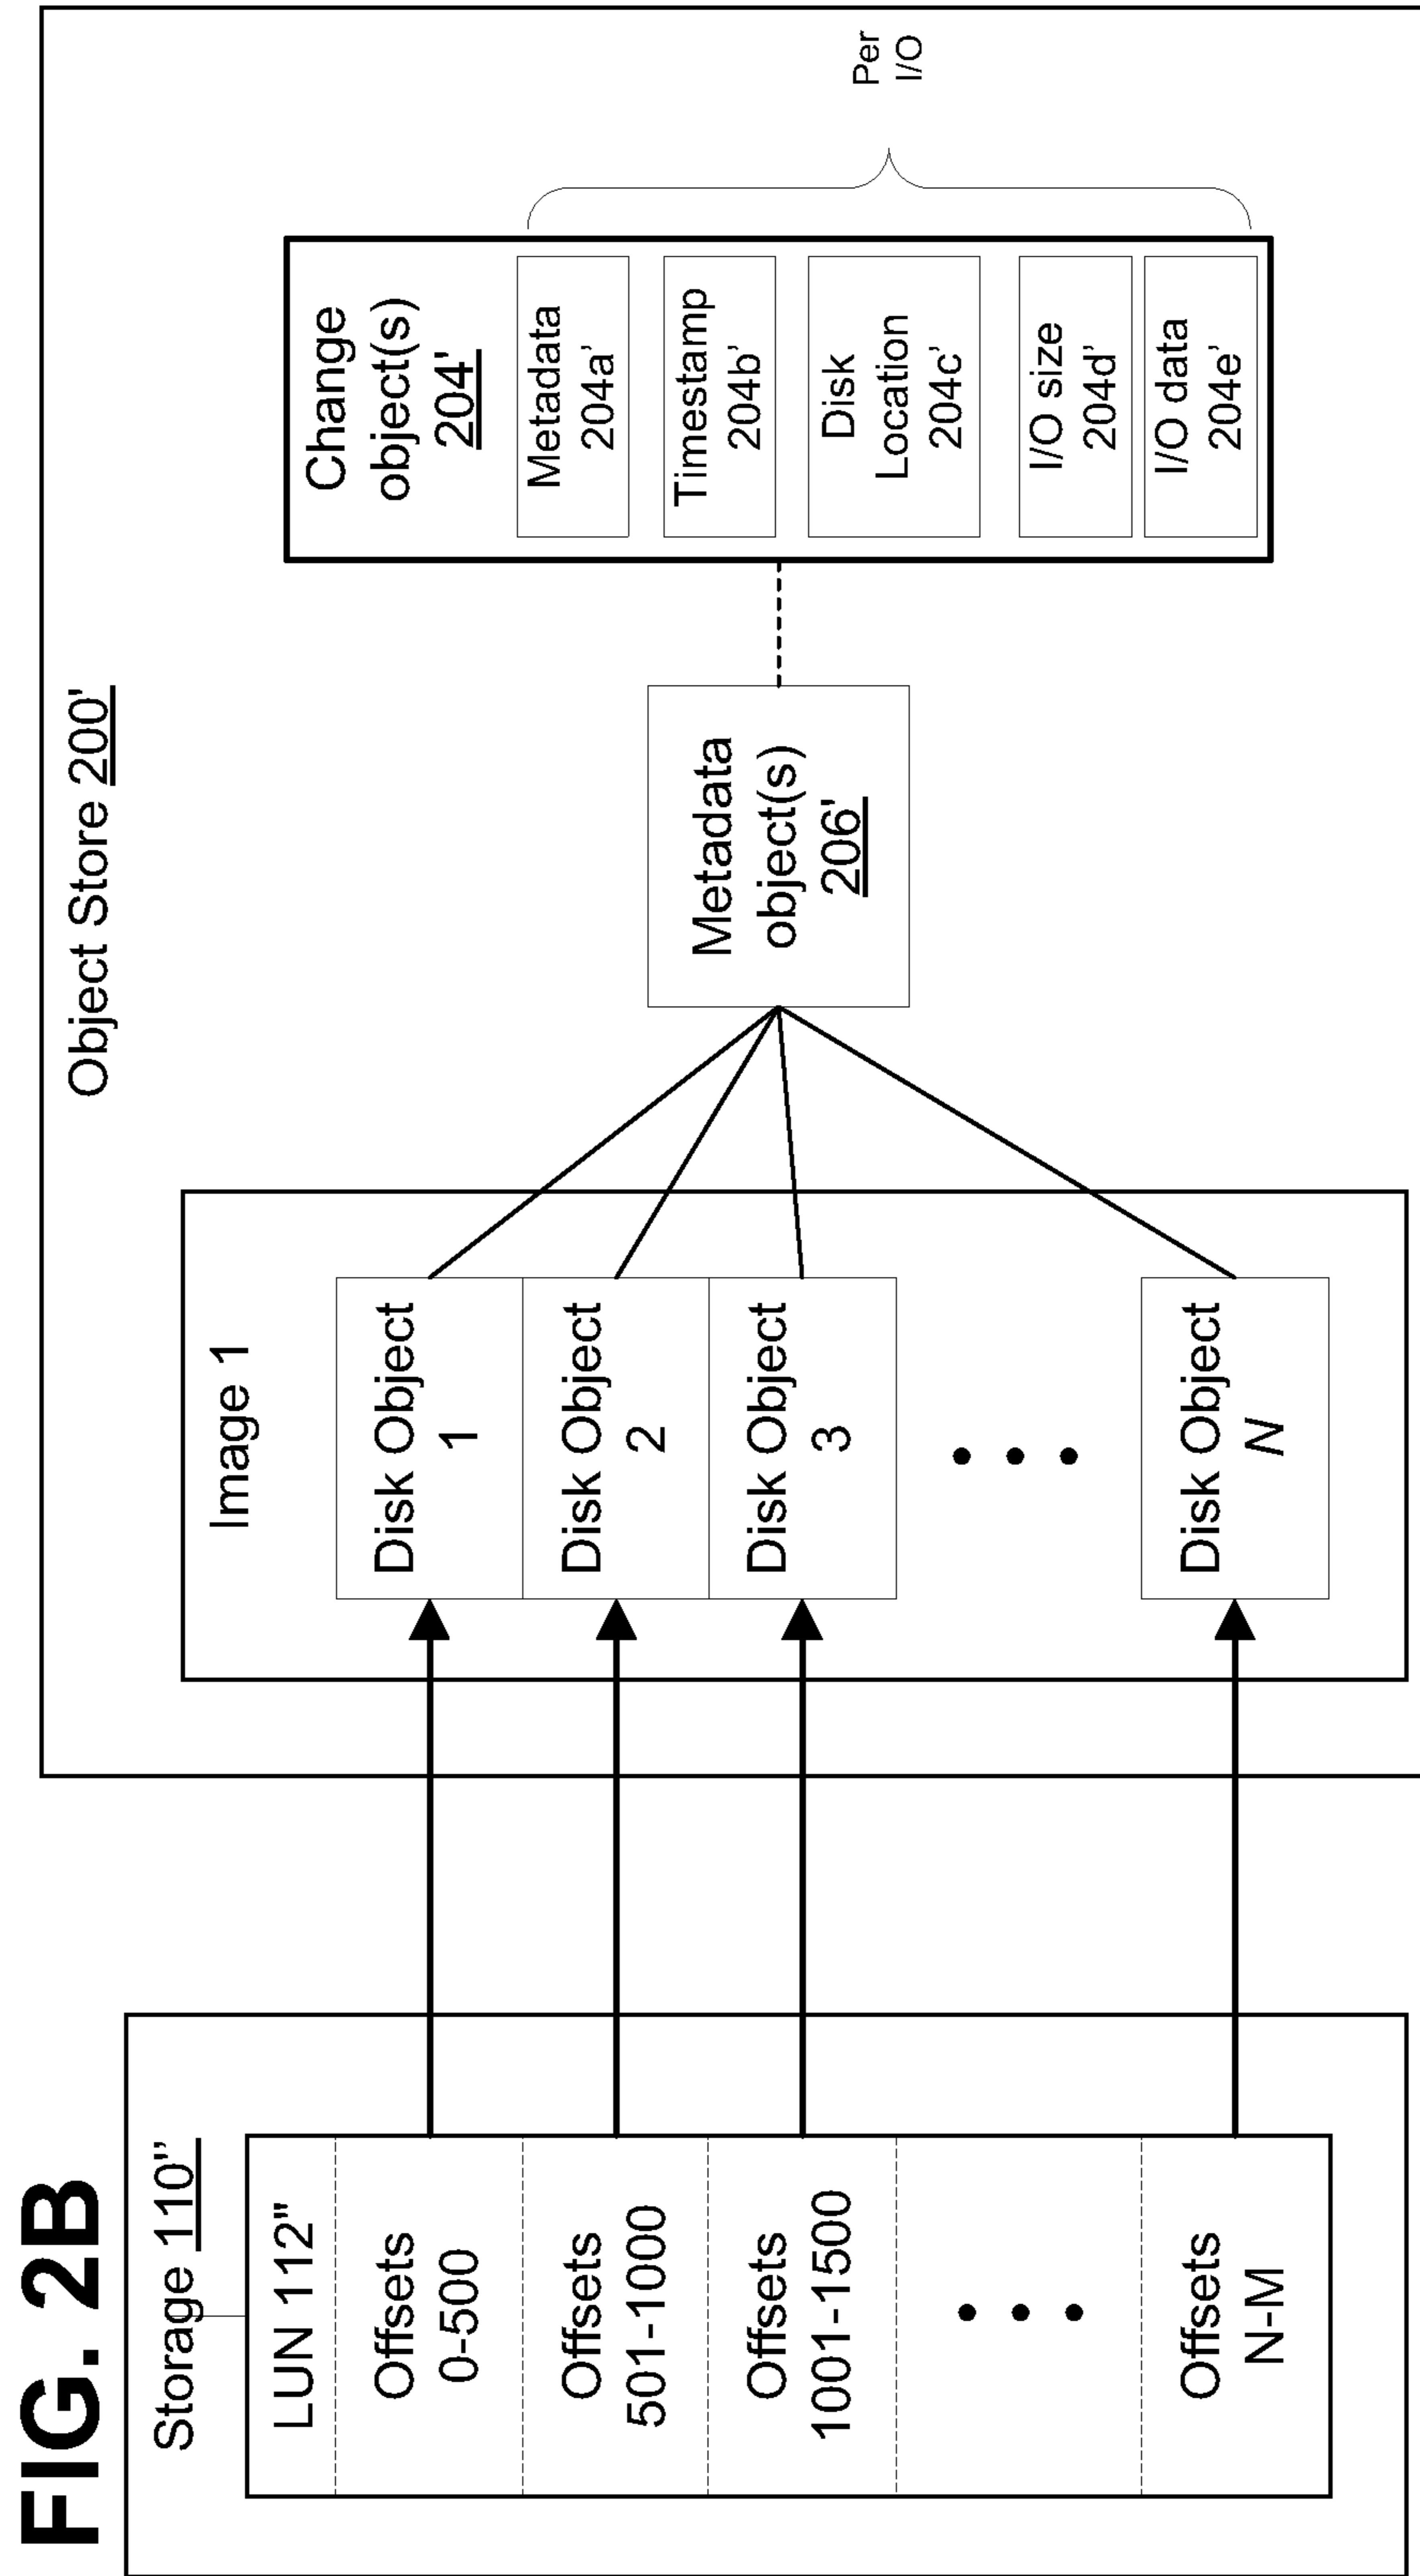 FIG. 2B
Storage 110"
LUN 112"
Offsets
0-500
Offsets
501-1000
Offsets
1001-1500
Offsets
N-M
Object Store 200'
Image 1
Disk Object
1
Disk Object
2
Disk Object
3
Disk Object
N
Metadata
object(s)
206'
Change
object(s)
204'
Metadata
204a’
Timestamp
204b’
Disk
Location
204c’
I/O size
204d’
I/O data
204e’
Per
I/O